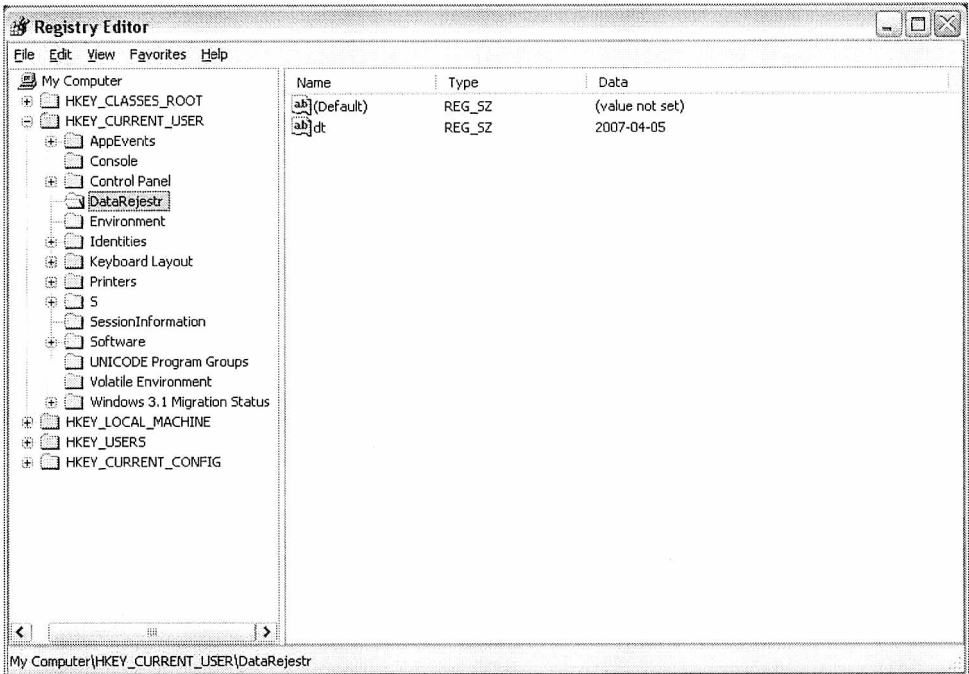 Registry Editor
File Edit View Favorites Help
My Computer
HKEY_CLASSES_ROOT
HKEY_CURRENT_USER
AppEvents
Console
Control Panel
DataRejestr
Environment
Identities
Keyboard Layout
Printers
S
SessionInformation
Software
UNICODE Program Groups
Volatile Environment
Windows 3.1 Migration Status
HKEY_LOCAL_MACHINE
HKEY_USERS
HKEY_CURRENT_CONFIG
Name Type Data
ab (Default) REG_SZ (value not set)
ab dt REG_SZ 2007-04-05
My Computer\HKEY_CURRENT_USER\DataRejestr